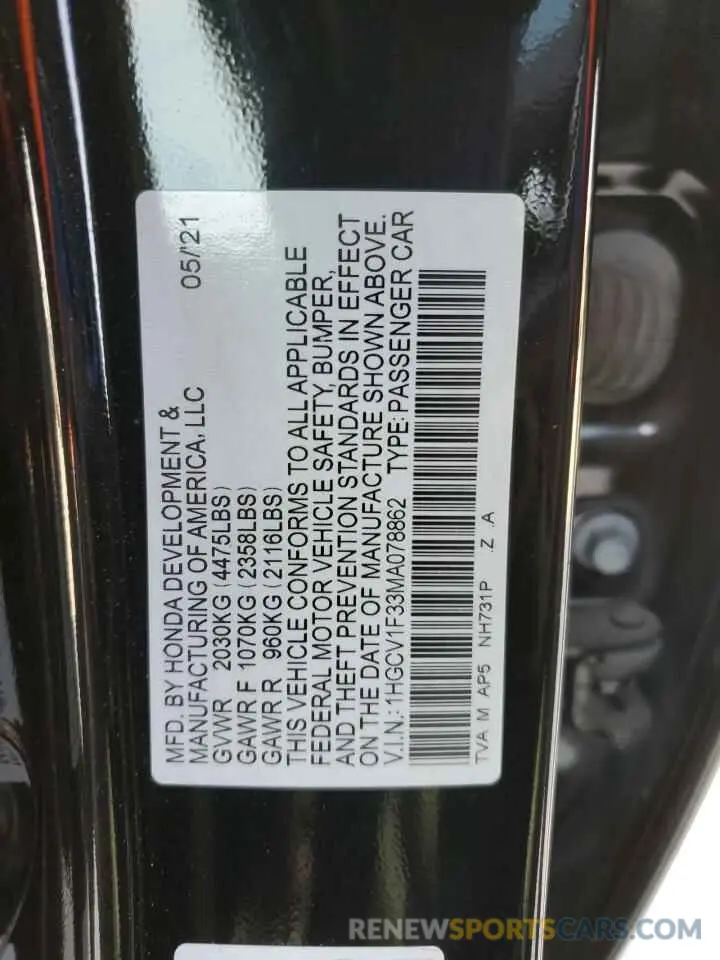 MFD. BY HONDA DEVELOPMENT &
MANUFACTURING OF AMERICA, LLC 05/'21
GVWR 2030KG (4475LBS)
GAWR F 1070KG (2358LBS)
GAWR R 960KG (2116LBS)
THIS VEHICLE CONFORMS TO ALL APPLICABLE
FEDERAL MOTOR VEHICLE SAFETY, BUMPER,
AND THEFT PREVENTION STANDARDS IN EFFECT
ON THE DATE OF MANUFACTURE SHOWN ABOVE.
V.I.N.: 1HGCV1F33MA078862 TYPE: PASSENGER CAR
TVA M AP5 NH731P .Z .A
RENEWSPORTSCARS.COM